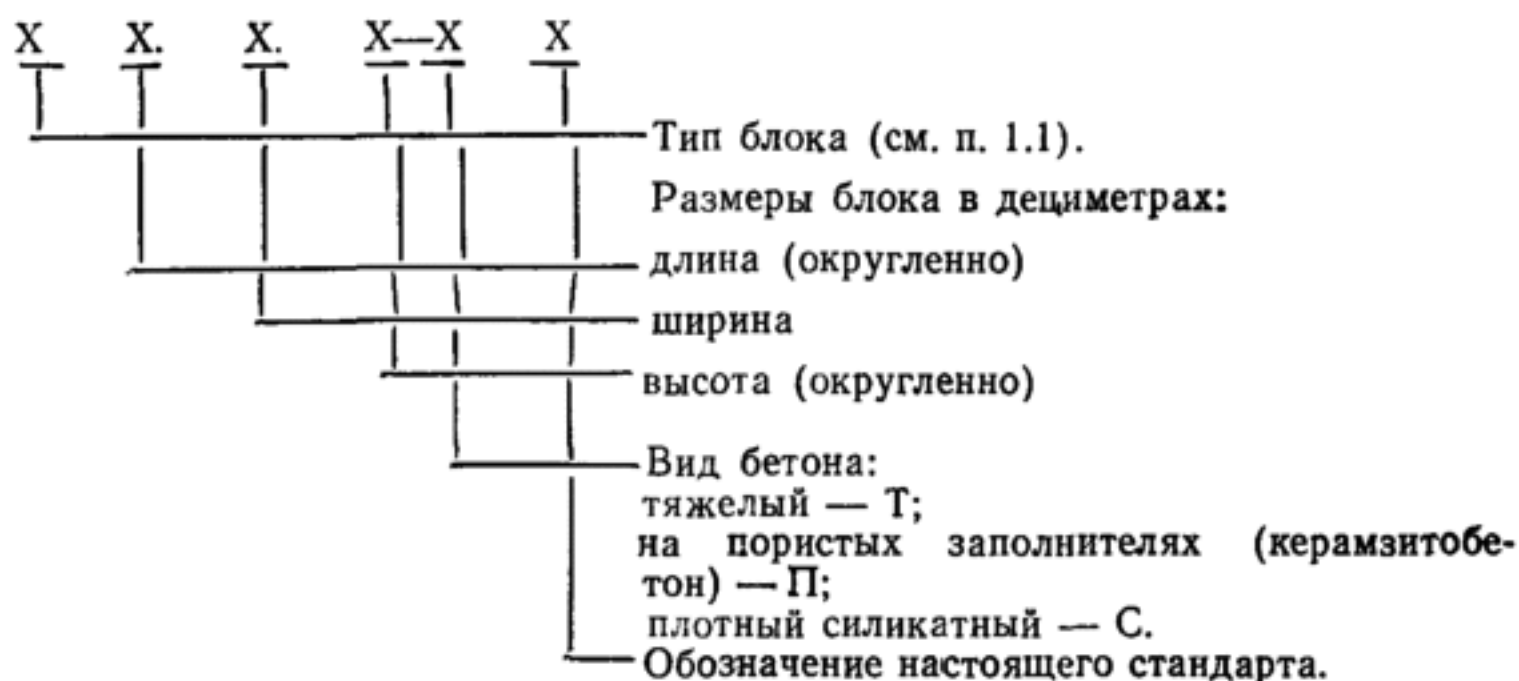 X X. X. X—X X
Тип блока (см. п. 1.1).
Размеры блока в дециметрах:
длина (округленно)
ширина
высота (округленно)
Вид бетона:
тяжелый — Т;
на пористых заполнителях (керамзитобе-
тон) — П;
плотный силикатный — С.
Обозначение настоящего стандарта.